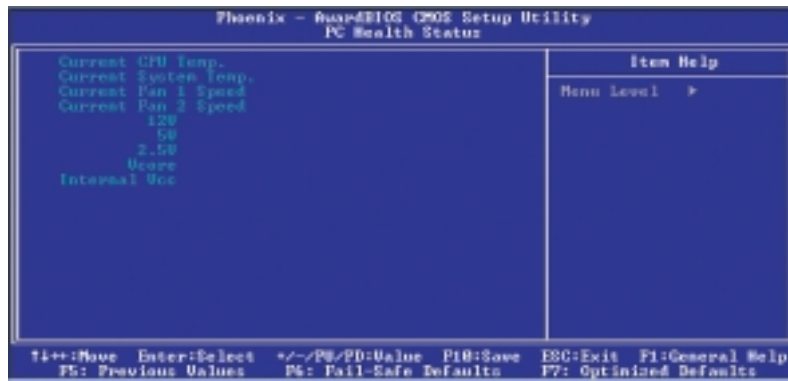 Phoenix - AwardBIOS CMOS Setup Utility
PC Health Status
Current CPU Temp.
Current System Temp.
Current Fan 1 Speed
Current Fan 2 Speed
12V
5V
2.5V
Vcore
Internal Vcc
Item Help
Menu Level ►
↑↓↔:Move Enter:Select +/-/PU/PD:Value F10:Save ESC:Exit F1:General Help
F5: Previous Values F6: Fail-Safe Defaults F7: Optimized Defaults